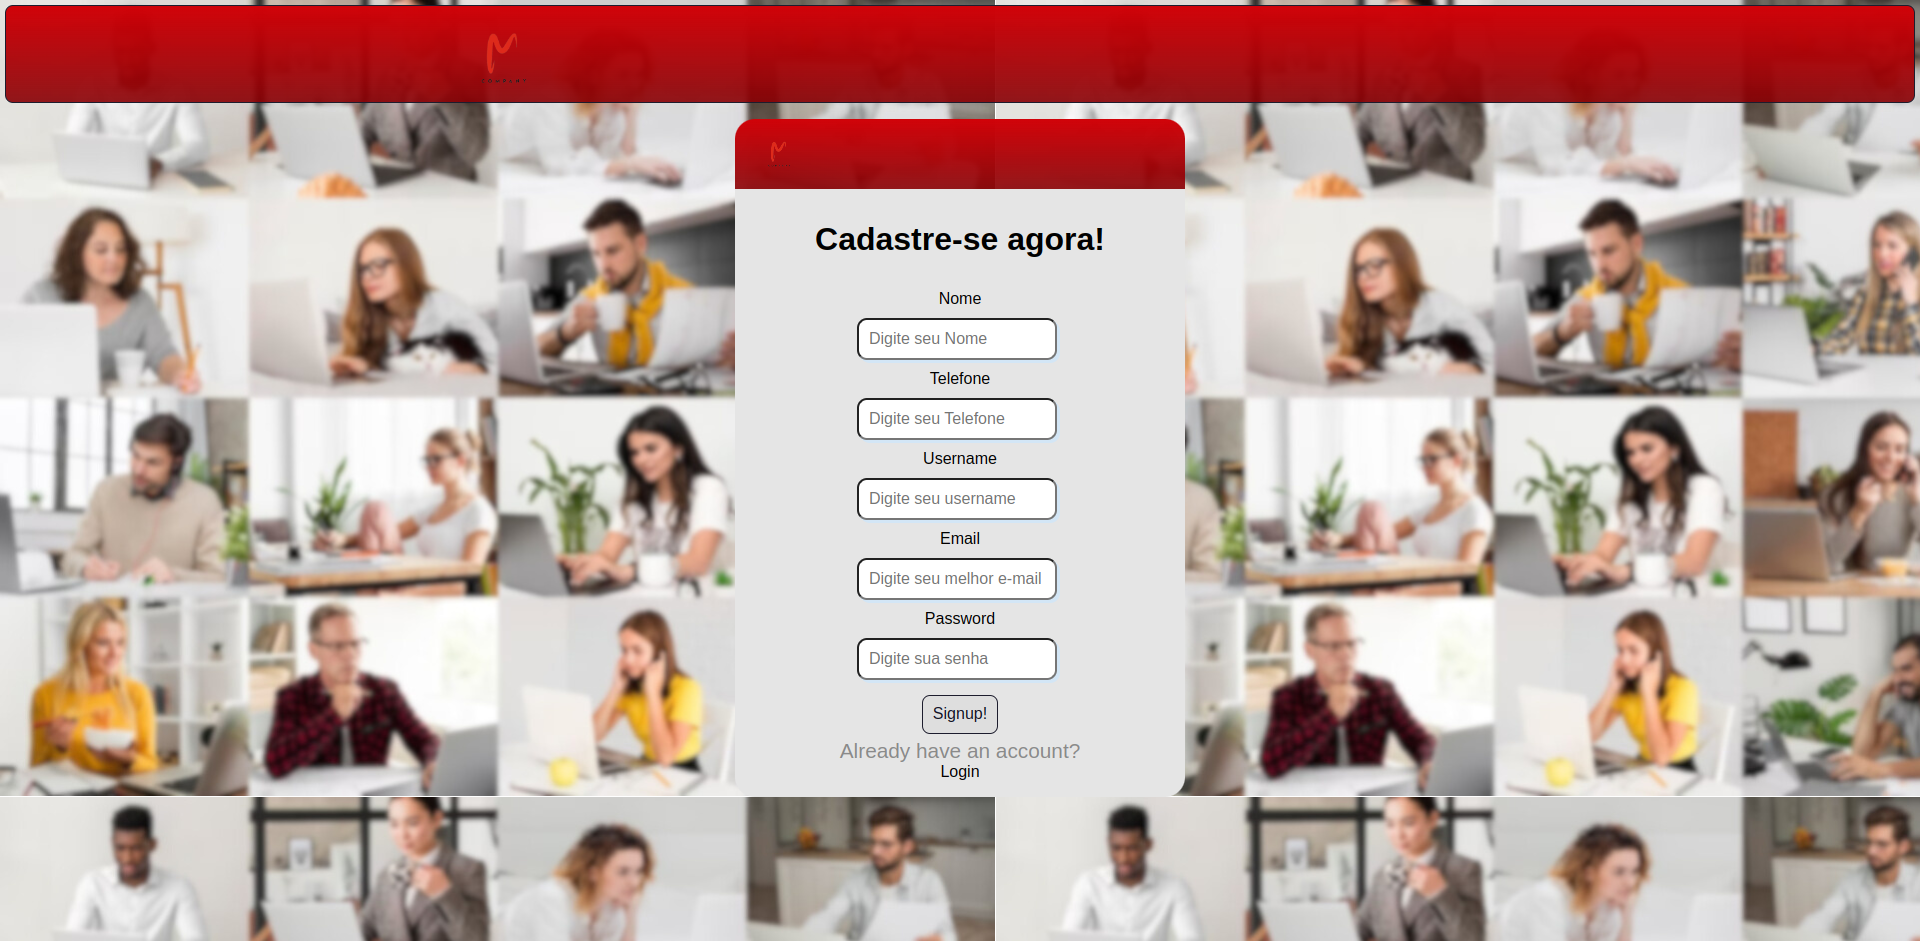 COMPANY
Cadastre-se agora!
Nome
Digite seu Nome
Telefone
Digite seu Telefone
Username
Digite seu username
Email
Digite seu melhor e-mail
Password
Digite sua senha
Signup!
Already have an account?
Login